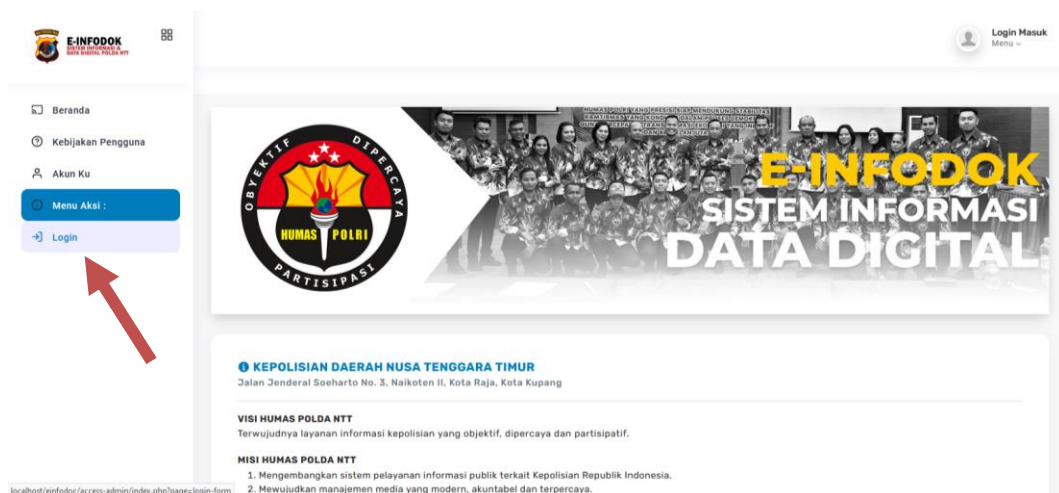 E-INFODOK
SISTEM INFORMASI &
DATA DIGITAL POLDA NTT
Login Masuk
Menu
Beranda
Kebijakan Pengguna
Akun Ku
Menu Aksi :
Login
OBYEKTIF
DIPERCAYA
HUMAS POLRI
PARTISIPASI
E-INFODOK
SISTEM INFORMASI
DATA DIGITAL
KEPOLISIAN DAERAH NUSA TENGGARA TIMUR
Jalan Jenderal Soeharto No. 3, Naikoten II, Kota Raja, Kota Kupang
VISI HUMAS POLDA NTT
Terwujudnya layanan informasi kepolisian yang objektif, dipercaya dan partisipatif.
MISI HUMAS POLDA NTT
1. Mengembangkan sistem pelayanan informasi publik terkait Kepolisian Republik Indonesia.
2. Mewujudkan manajemen media yang modern, akuntabel dan terpercaya.
localhost/einfodoc/access-admin/index.php?page=login-form